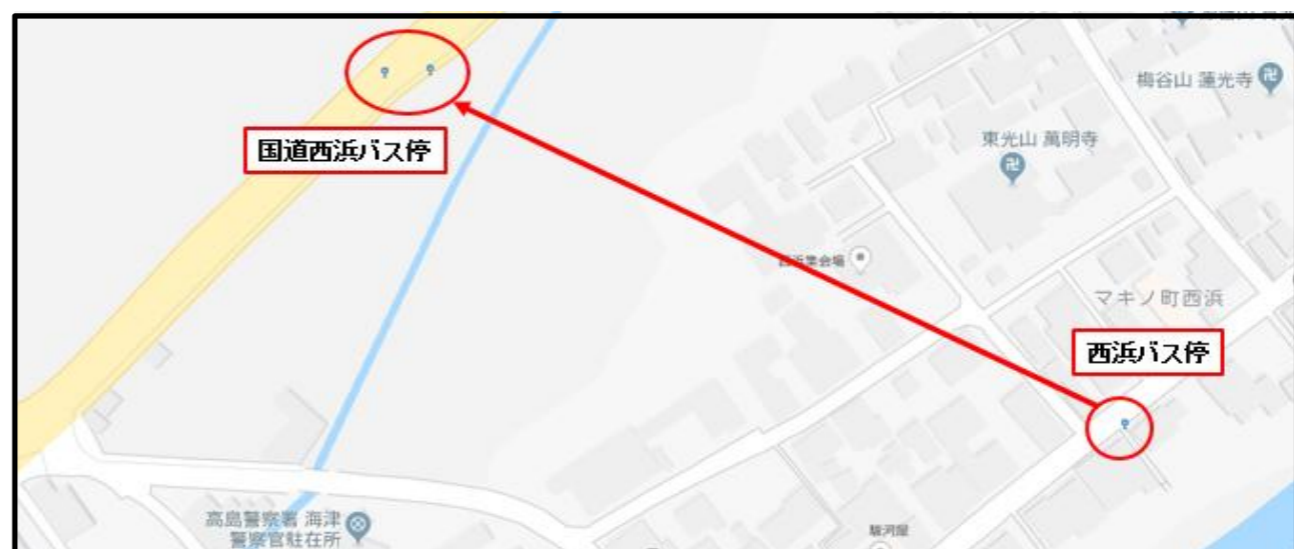 梅谷山 蓮光寺
国道西浜バス停
東光山 萬明寺
西浜集会場
マキノ町西浜
西浜バス停
高島警察署 海津
警察官駐在所
駿河屋